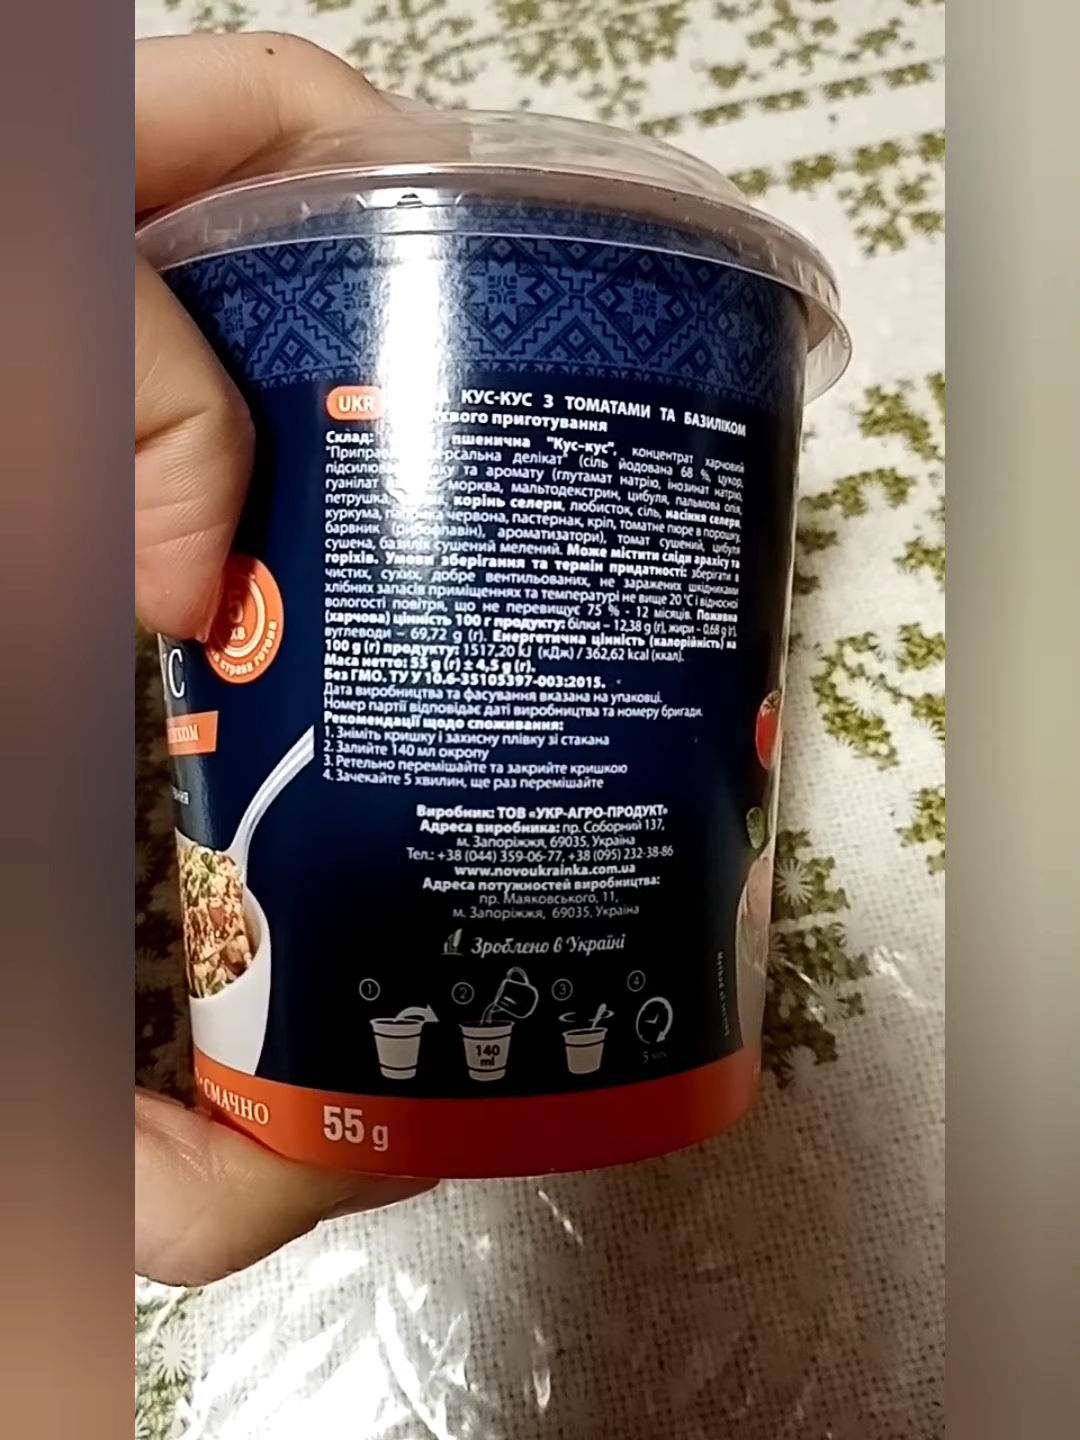 UKR КУС-КУС З ТОМАТАМИ ТА БАЗИЛІКОМ
приготування
Склад: пшенична "Кус-кус", концентрат харчовий
"Приправа делікат" (сіль йодована 68 %, цукор,
та аромату (глутамат натрію, інозинат натрію,
гуанілат морква, мальтодекстрин, цибуля, пальмова олія,
петрушка, корінь селери, любисток, сіль, насіння селери,
куркума, паприка червона, пастернак, кріп, томатне пюре в порошку,
барвник (рибофлавін), ароматизатори), томат сушений, цибуля
сушена, базилік сушений мелений. Може містити сліди арахісу та
горіхів. Умови зберігання та термін придатності: зберігати в
чистих, сухих, добре вентильованих, не заражених шкідниками
хлібних запасів приміщеннях та температурі не вище 20 °С і відносної
вологості повітря, що не перевищує 75 % - 12 місяців. Поживна
(харчова) цінність 100 г продукту: білки – 12,38 g (г), жири - 0,68 g (г),
вуглеводи – 69,72 g (г). Енергетична цінність (калорійність) на
100 g (г) продукту: 1517,20 kJ (кДж) / 362,62 kcal (ккал).
Маса нетто: 55 g (г) ± 4,5 g (г).
Без ГМО. ТУ У 10.6-35105397-003:2015.
Дата виробництва та фасування вказана на упаковці.
Номер партії відповідає даті виробництва та номеру бригади.
Рекомендації щодо споживання:
1. Зніміть кришку і захисну плівку зі стакана
2. Залийте 140 мл окропу
3. Ретельно перемішайте та закрийте кришкою
4. Зачекайте 5 хвилин, ще раз перемішайте
Виробник: ТОВ «УКР-АГРО-ПРОДУКТ»
Адреса виробника: пр. Соборний 137,
м. Запоріжжя, 69035, Україна
Тел.: +38 (044) 359-06-77, +38 (095) 232-38-86
www.novoukrainka.com.ua
Адреса потужностей виробництва:
пр. Маяковського, 11,
м. Запоріжжя, 69035, Україна
Зроблено в Україні
1 2 3 4
140 ml
5
хв
страва готова
СМАЧНО
55 g